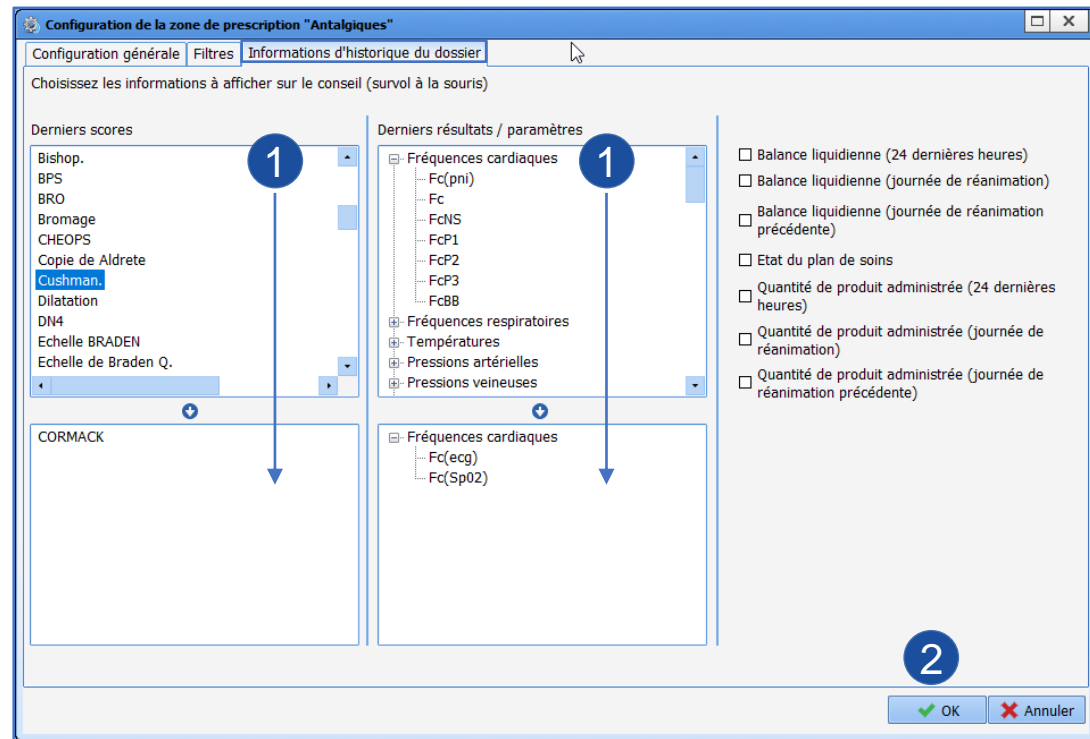 Configuration de la zone de prescription "Antalgiques"
Configuration générale
Filtres
Informations d'historique du dossier
Choisissez les informations à afficher sur le conseil (survol à la souris)
Derniers scores
1
Bishop.
BPS
BRO
Bromage
CHEOPS
Copie de Aldrete
Cushman.
Dilatation
DN4
Echelle BRADEN
Echelle de Braden Q.
CORMACK
Derniers résultats / paramètres
1
Fréquences cardiaques
Fc(pni)
Fc
FcNS
FcP1
FcP2
FcP3
FcBB
Fréquences respiratoires
Températures
Pressions artérielles
Pressions veineuses
Fréquences cardiaques
Fc(ecg)
Fc(Sp02)
Balance liquidienne (24 dernières heures)
Balance liquidienne (journée de réanimation)
Balance liquidienne (journée de réanimation
précédente)
Etat du plan de soins
Quantité de produit administrée (24 dernières
heures)
Quantité de produit administrée (journée de
réanimation)
Quantité de produit administrée (journée de
réanimation précédente)
2
OK
Annuler